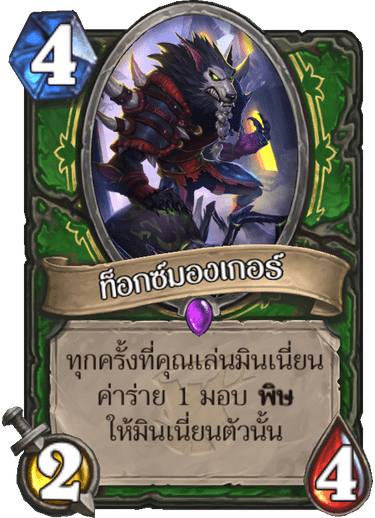 4
ท็อกซ์มองเกอร์
ทุกครั้งที่คุณเล่นมินเนี่ยน
ค่าร่าย 1 มอบ พิษ
ให้มินเนี่ยนตัวนั้น
2
4